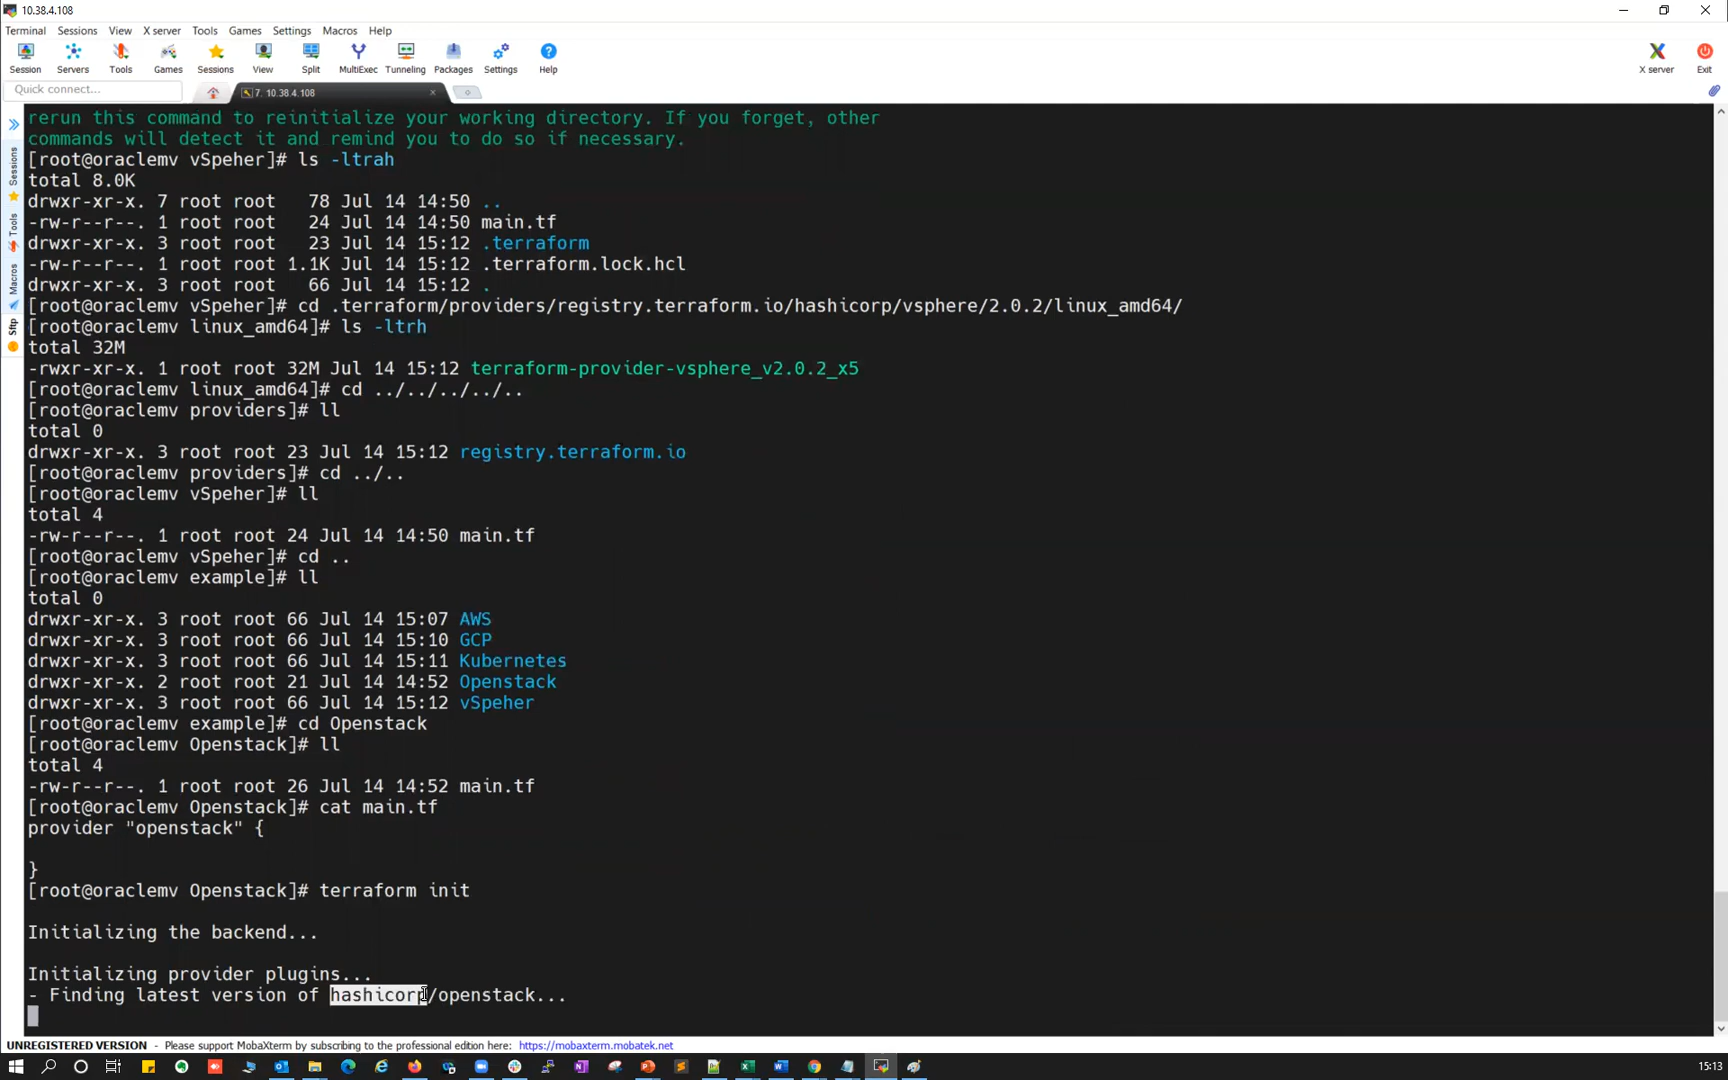 10.38.4.108
Terminal Sessions View X server Tools Games Settings Macros Help
Session Servers Tools Games Sessions View Split MultiExec Tunneling Packages Settings Help X server Exit
Quick connect...
7. 10.38.4.108
Sessions
Tools
Macros
Sftp
rerun this command to reinitialize your working directory. If you forget, other
commands will detect it and remind you to do so if necessary.
[root@oraclemv vSpeher]# ls -ltrah
total 8.0K
drwxr-xr-x. 7 root root   78 Jul 14 14:50 ..
-rw-r--r--. 1 root root   24 Jul 14 14:50 main.tf
drwxr-xr-x. 3 root root   23 Jul 14 15:12 .terraform
-rw-r--r--. 1 root root 1.1K Jul 14 15:12 .terraform.lock.hcl
drwxr-xr-x. 3 root root   66 Jul 14 15:12 .
[root@oraclemv vSpeher]# cd .terraform/providers/registry.terraform.io/hashicorp/vsphere/2.0.2/linux_amd64/
[root@oraclemv linux_amd64]# ls -ltrh
total 32M
-rwxr-xr-x. 1 root root 32M Jul 14 15:12 terraform-provider-vsphere_v2.0.2_x5
[root@oraclemv linux_amd64]# cd ../../../../..
[root@oraclemv providers]# ll
total 0
drwxr-xr-x. 3 root root 23 Jul 14 15:12 registry.terraform.io
[root@oraclemv providers]# cd ../..
[root@oraclemv vSpeher]# ll
total 4
-rw-r--r--. 1 root root 24 Jul 14 14:50 main.tf
[root@oraclemv vSpeher]# cd ..
[root@oraclemv example]# ll
total 0
drwxr-xr-x. 3 root root 66 Jul 14 15:07 AWS
drwxr-xr-x. 3 root root 66 Jul 14 15:10 GCP
drwxr-xr-x. 3 root root 66 Jul 14 15:11 Kubernetes
drwxr-xr-x. 2 root root 21 Jul 14 14:52 Openstack
drwxr-xr-x. 3 root root 66 Jul 14 15:12 vSpeher
[root@oraclemv example]# cd Openstack
[root@oraclemv Openstack]# ll
total 4
-rw-r--r--. 1 root root 26 Jul 14 14:52 main.tf
[root@oraclemv Openstack]# cat main.tf
provider "openstack" {
}
[root@oraclemv Openstack]# terraform init
Initializing the backend...
Initializing provider plugins...
- Finding latest version of hashicorp/openstack...
UNREGISTERED VERSION - Please support MobaXterm by subscribing to the professional edition here: https://mobaxterm.mobatek.net
15:13